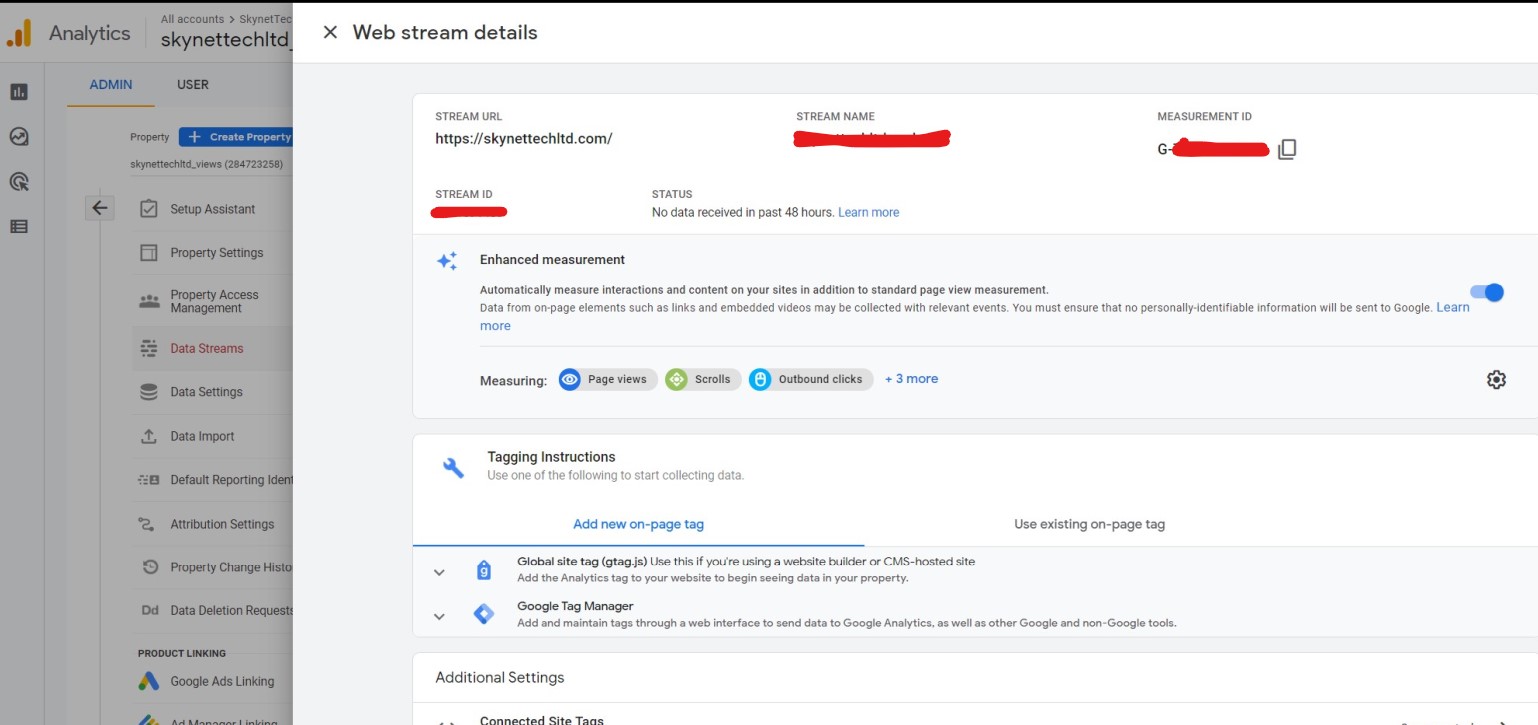 Analytics
All accounts > SkynetTec
skynettechltd_
Web stream details
ADMIN
USER
Property
Create Property
skynettechltd_views (284723258)
Setup Assistant
Property Settings
Property Access
Management
Data Streams
Data Settings
Data Import
Default Reporting Ident
Attribution Settings
Property Change Histo
Dd Data Deletion Requests
PRODUCT LINKING
Google Ads Linking
Ad Manager Linking
STREAM URL
https://skynettechltd.com/
STREAM NAME
MEASUREMENT ID
G-
STREAM ID
STATUS
No data received in past 48 hours. Learn more
Enhanced measurement
Automatically measure interactions and content on your sites in addition to standard page view measurement.
Data from on-page elements such as links and embedded videos may be collected with relevant events. You must ensure that no personally-identifiable information will be sent to Google. Learn
more
Measuring: Page views Scrolls Outbound clicks + 3 more
Tagging Instructions
Use one of the following to start collecting data.
Add new on-page tag
Use existing on-page tag
g
Global site tag (gtag.js) Use this if you're using a website builder or CMS-hosted site
Add the Analytics tag to your website to begin seeing data in your property.
Google Tag Manager
Add and maintain tags through a web interface to send data to Google Analytics, as well as other Google and non-Google tools.
Additional Settings
Connected Site Tags